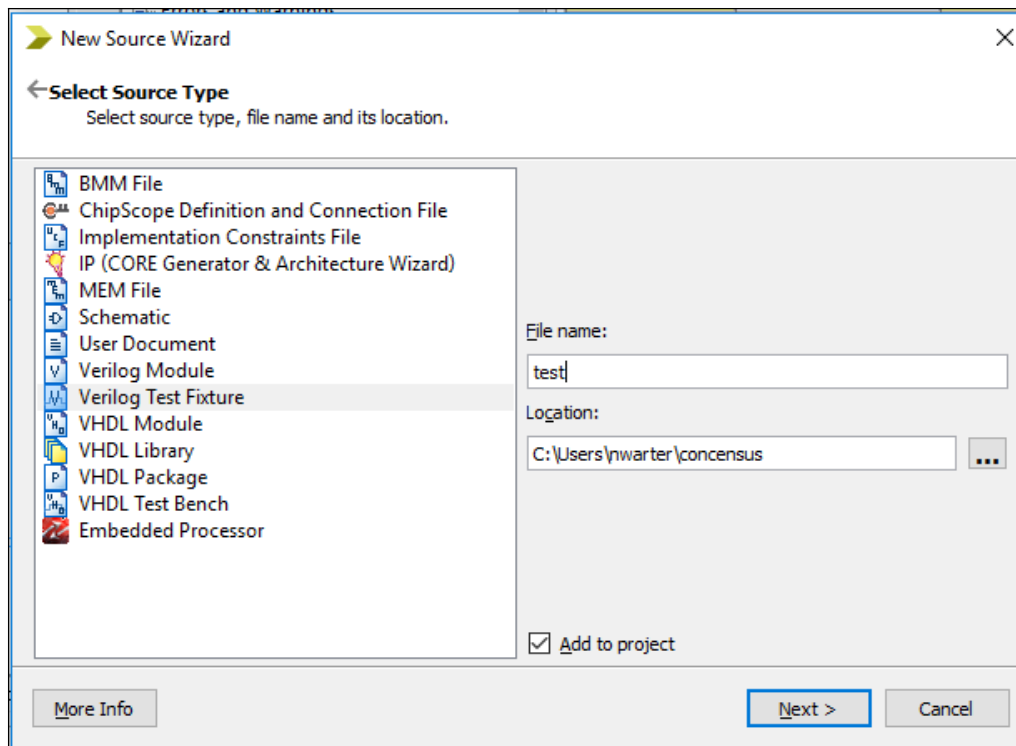 Errors and Warnings
New Source Wizard
Select Source Type
Select source type, file name and its location.
BMM File
ChipScope Definition and Connection File
Implementation Constraints File
IP (CORE Generator & Architecture Wizard)
MEM File
Schematic
User Document
Verilog Module
Verilog Test Fixture
VHDL Module
VHDL Library
VHDL Package
VHDL Test Bench
Embedded Processor
File name:
test
Location:
C:\Users\nwarter\concensus
...
Add to project
More Info
Next >
Cancel